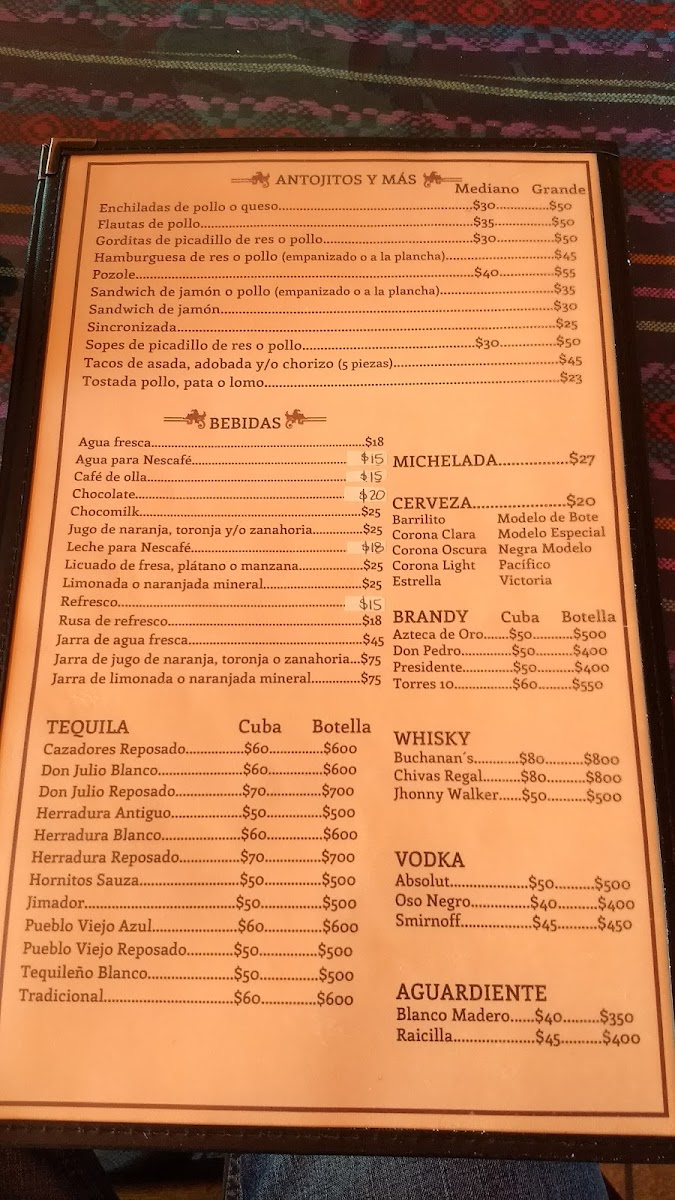 ANTOJITOS Y MÁS
Mediano Grande
Enchiladas de pollo o queso....$30....$50
Flautas de pollo....$35....$50
Gorditas de picadillo de res o pollo....$30....$50
Hamburguesa de res o pollo (empanizado o a la plancha)....$45
Pozole....$40....$55
Sandwich de jamón o pollo (empanizado o a la plancha)....$35
Sandwich de jamón....$30
Sincronizada....$25
Sopes de picadillo de res o pollo....$30....$50
Tacos de asada, adobada y/o chorizo (5 piezas)....$45
Tostada pollo, pata o lomo....$23
BEBIDAS
Agua fresca....$18
Agua para Nescafé....$15
Café de olla....$15
Chocolate....$20
Chocomilk....$25
Jugo de naranja, toronja y/o zanahoria....$25
Leche para Nescafé....$18
Licuado de fresa, plátano o manzana....$25
Limonada o naranjada mineral....$25
Refresco....$15
Rusa de refresco....$18
Jarra de agua fresca....$45
Jarra de jugo de naranja, toronja o zanahoria...$75
Jarra de limonada o naranjada mineral....$75
TEQUILA Cuba Botella
Cazadores Reposado....$60....$600
Don Julio Blanco....$60....$600
Don Julio Reposado....$70....$700
Herradura Antiguo....$50....$500
Herradura Blanco....$60....$600
Herradura Reposado....$70....$700
Hornitos Sauza....$50....$500
Jimador....$50....$500
Pueblo Viejo Azul....$60....$600
Pueblo Viejo Reposado....$50....$500
Tequileño Blanco....$50....$500
Tradicional....$60....$600
MICHELADA....$27
CERVEZA....$20
Barrilito Modelo de Bote
Corona Clara Modelo Especial
Corona Oscura Negra Modelo
Corona Light Pacífico
Estrella Victoria
BRANDY Cuba Botella
Azteca de Oro....$50....$500
Don Pedro....$50....$400
Presidente....$50....$400
Torres 10....$60....$550
WHISKY
Buchanan´s....$80....$800
Chivas Regal....$80....$800
Jhonny Walker....$50....$500
VODKA
Absolut....$50....$500
Oso Negro....$40....$400
Smirnoff....$45....$450
AGUARDIENTE
Blanco Madero....$40....$350
Raicilla....$45....$400